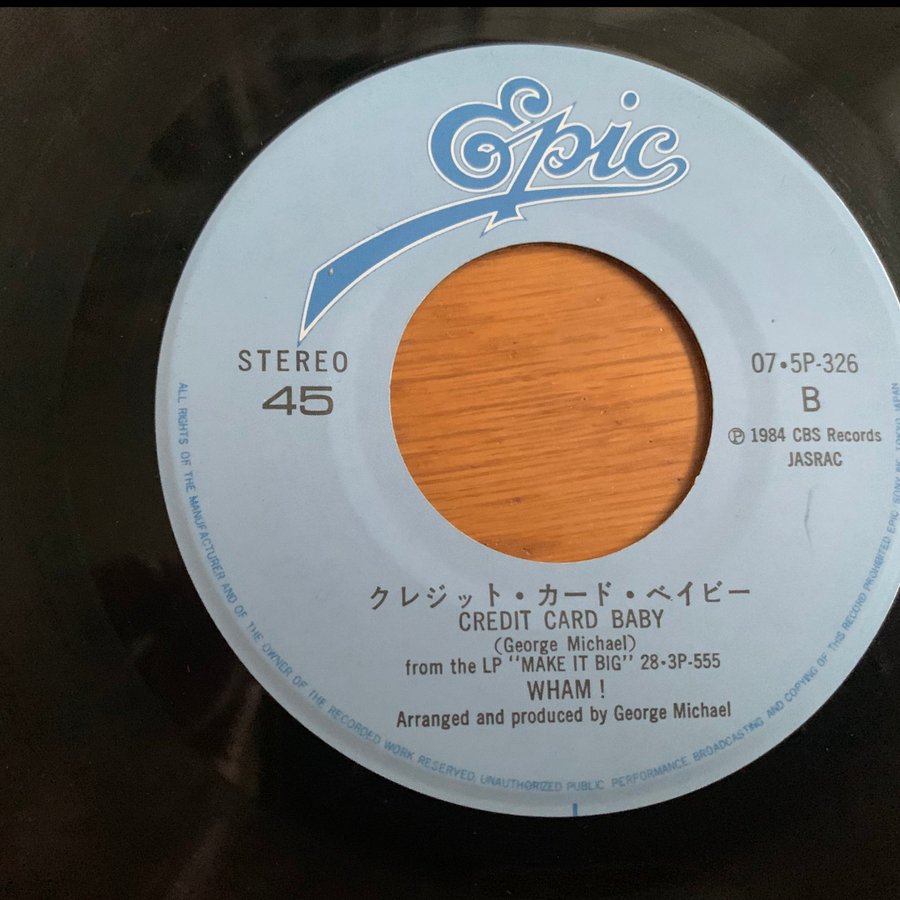 Epic
STEREO
45
07・5P-326
B
Ⓟ 1984 CBS Records
JASRAC
クレジット・カード・ベイビー
CREDIT CARD BABY
(George Michael)
from the LP "MAKE IT BIG" 28・3P-555
WHAM!
Arranged and produced by George Michael
ALL RIGHTS OF THE MANUFACTURER AND OF THE OWNER OF THE RECORDED WORK RESERVED. UNAUTHORIZED PUBLIC PERFORMANCE, BROADCASTING AND COPYING OF THIS RECORD PROHIBITED EPIC JAPAN